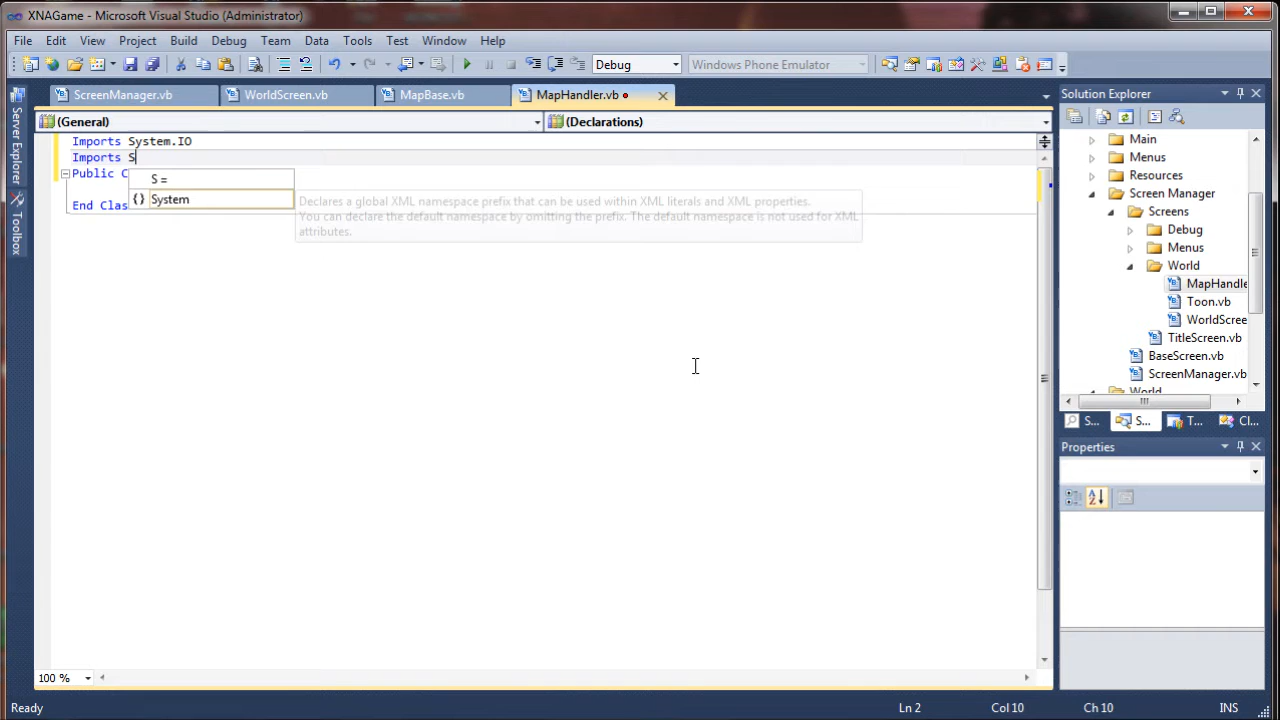 XNAGame - Microsoft Visual Studio (Administrator)
File Edit View Project Build Debug Team Data Tools Test Window Help
Debug Windows Phone Emulator
ScreenManager.vb WorldScreen.vb MapBase.vb MapHandler.vb
(General) (Declarations)
Server Explorer
Toolbox
Imports System.IO
Imports S
Public C
S =
{} System
End Clas
Declares a global XML namespace prefix that can be used within XML literals and XML properties.
You can declare the default namespace by omitting the prefix. The default namespace is not used for XML
attributes.
100 %
Solution Explorer
Main
Menus
Resources
Screen Manager
Screens
Debug
Menus
World
MapHandle
Toon.vb
WorldScree
TitleScreen.vb
BaseScreen.vb
ScreenManager.vb
World
S... S... T... Cl...
Properties
Ready Ln 2 Col 10 Ch 10 INS